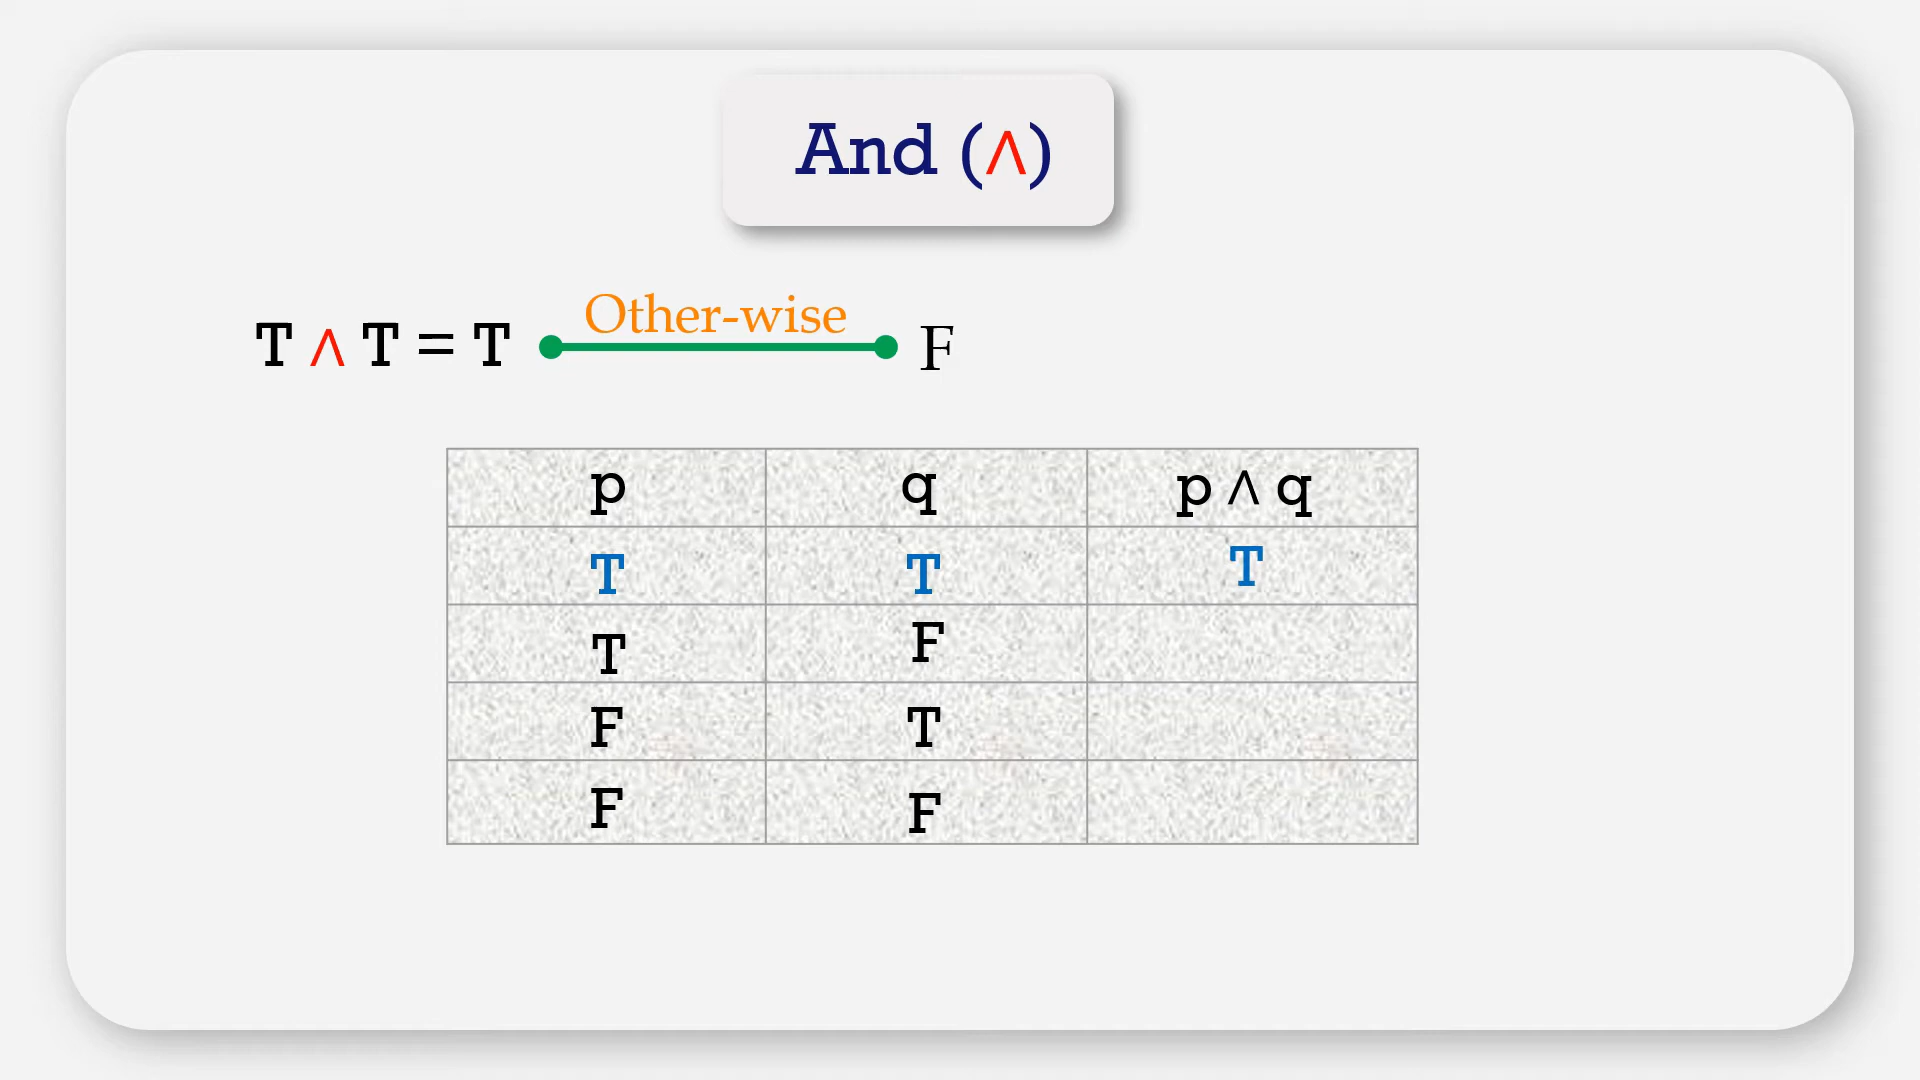 And (∧)
T ∧ T = T Other-wise F
p q p ∧ q
T T T
T F
F T
F F